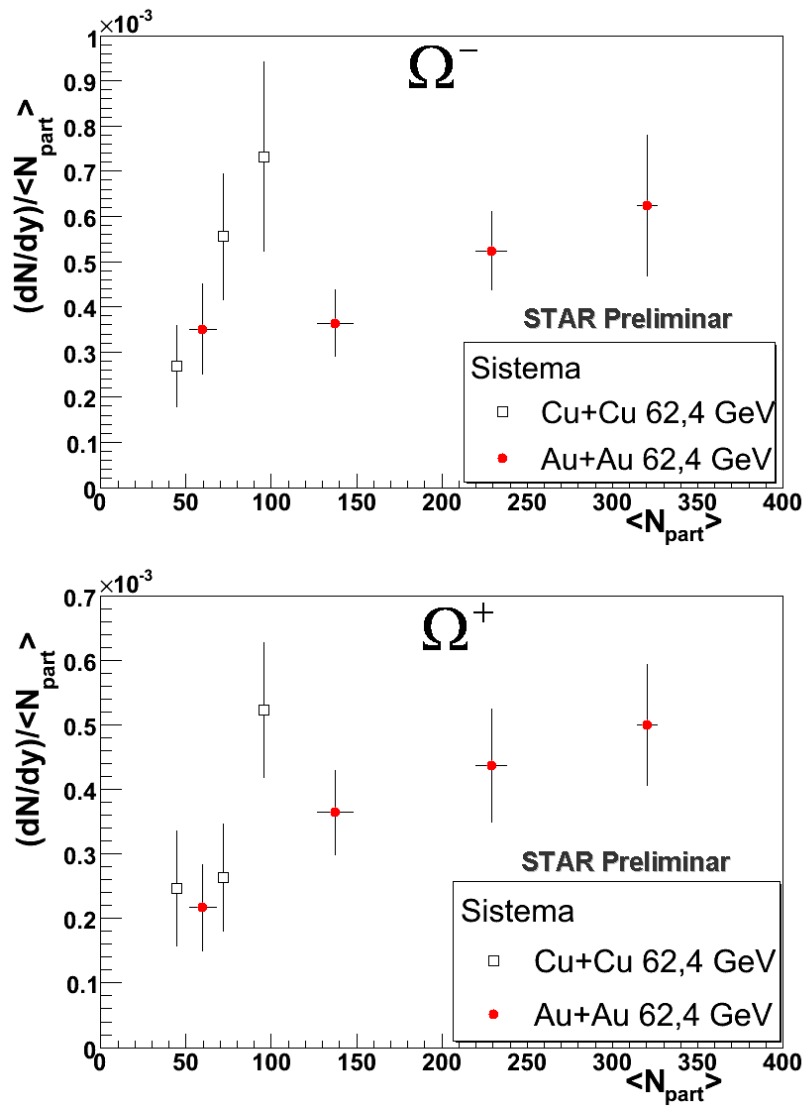 ×10⁻³
Ω⁻
(dN/dy)/<N_part>
1
0.9
0.8
0.7
0.6
0.5
0.4
0.3
0.2
0.1
0
STAR Preliminar
Sistema
Cu+Cu 62,4 GeV
Au+Au 62,4 GeV
0 50 100 150 200 250 300 350 400
<N_part>
×10⁻³
Ω⁺
(dN/dy)/<N_part>
0.7
0.6
0.5
0.4
0.3
0.2
0.1
0
STAR Preliminar
Sistema
Cu+Cu 62,4 GeV
Au+Au 62,4 GeV
0 50 100 150 200 250 300 350 400
<N_part>